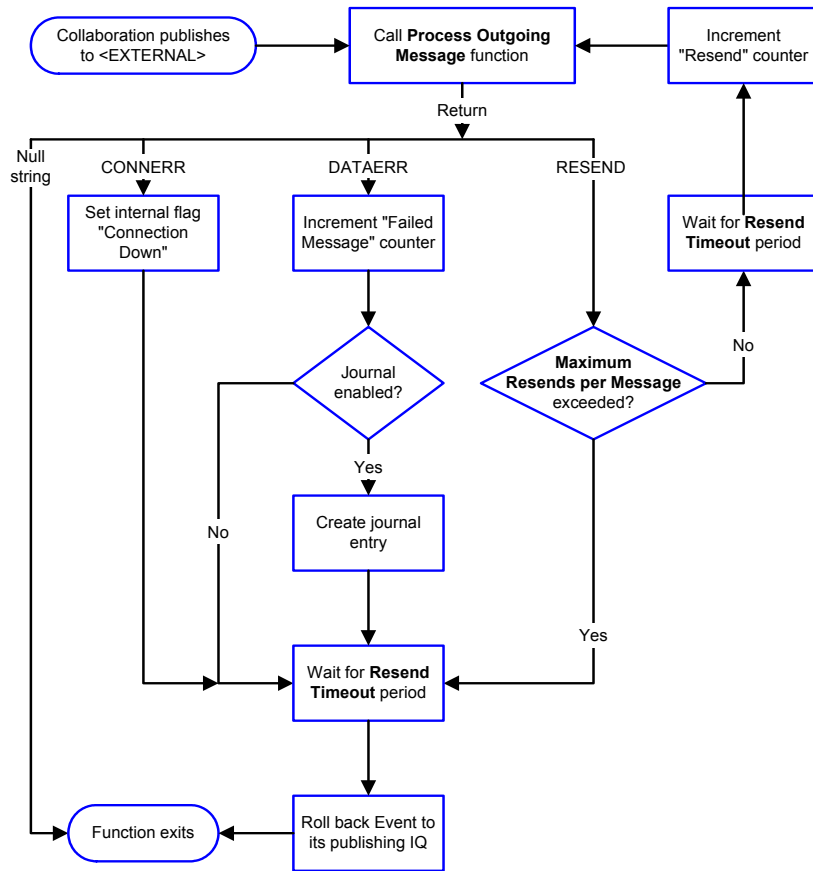 Collaboration publishes
to <EXTERNAL>
Call Process Outgoing
Message function
Increment
"Resend" counter
Return
Null
string
CONNERR
DATAERR
RESEND
Set internal flag
"Connection
Down"
Increment "Failed
Message" counter
Wait for Resend
Timeout period
Journal
enabled?
Maximum
Resends per Message
exceeded?
No
Yes
No
Create journal
entry
Yes
Wait for Resend
Timeout period
Function exits
Roll back Event to
its publishing IQ